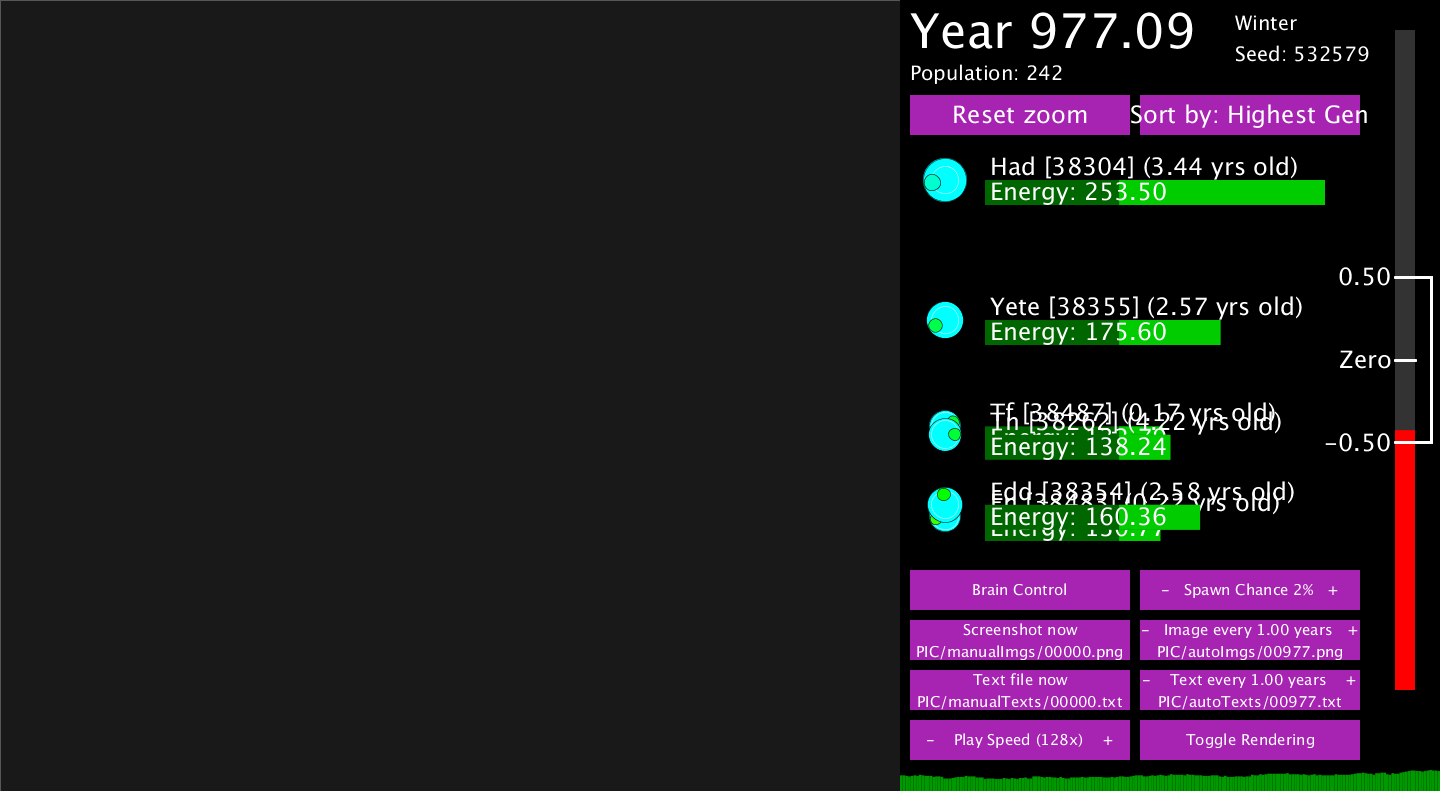 Year 977.09
Winter
Seed: 532579
Population: 242
Reset zoom
Sort by: Highest Gen
Had [38304] (3.44 yrs old)
Energy: 253.50
0.50
Yete [38355] (2.57 yrs old)
Energy: 175.60
Zero
Tf [38487] (0.17 yrs old)
Th [38262] (4.22 yrs old)
Energy: 138.24
-0.50
Edd [38354] (2.58 yrs old)
Energy: 160.36
Brain Control
- Spawn Chance 2% +
Screenshot now
PIC/manualImgs/00000.png
- Image every 1.00 years +
PIC/autoImgs/00977.png
Text file now
PIC/manualTexts/00000.txt
- Text every 1.00 years +
PIC/autoTexts/00977.txt
- Play Speed (128x) +
Toggle Rendering